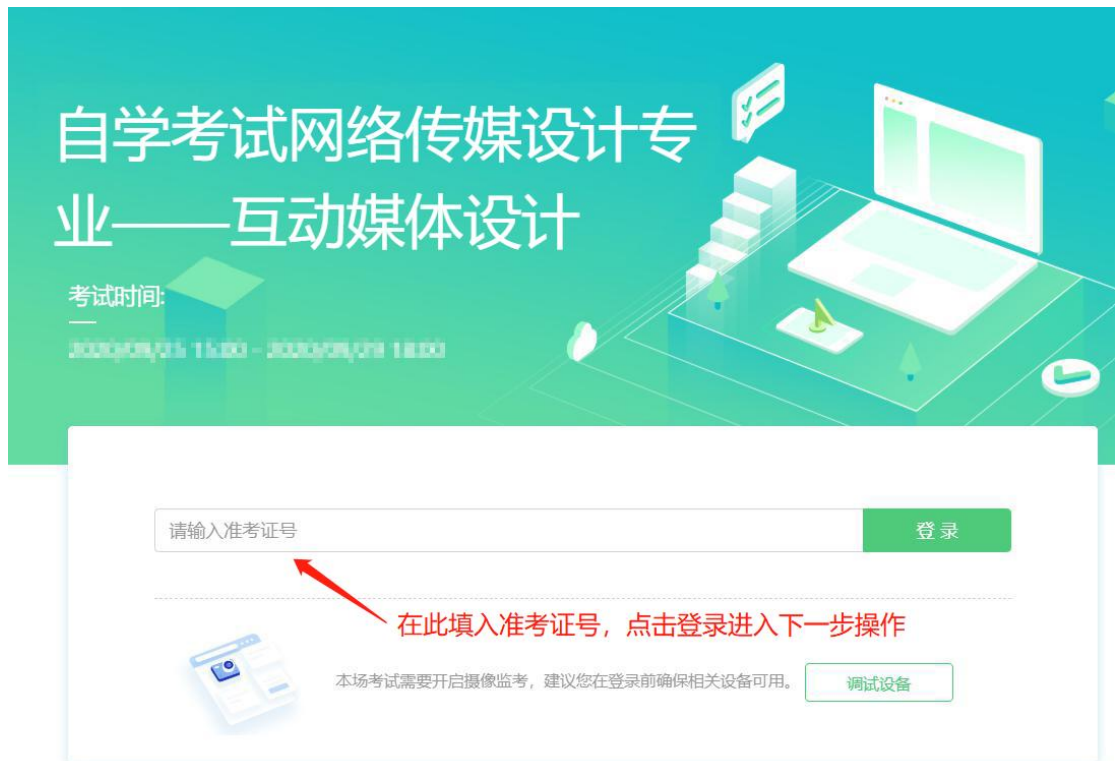 自学考试网络传媒设计专
业——互动媒体设计
考试时间:
请输入准考证号
登录
在此填入准考证号，点击登录进入下一步操作
本场考试需要开启摄像监考，建议您在登录前确保相关设备可用。
调试设备